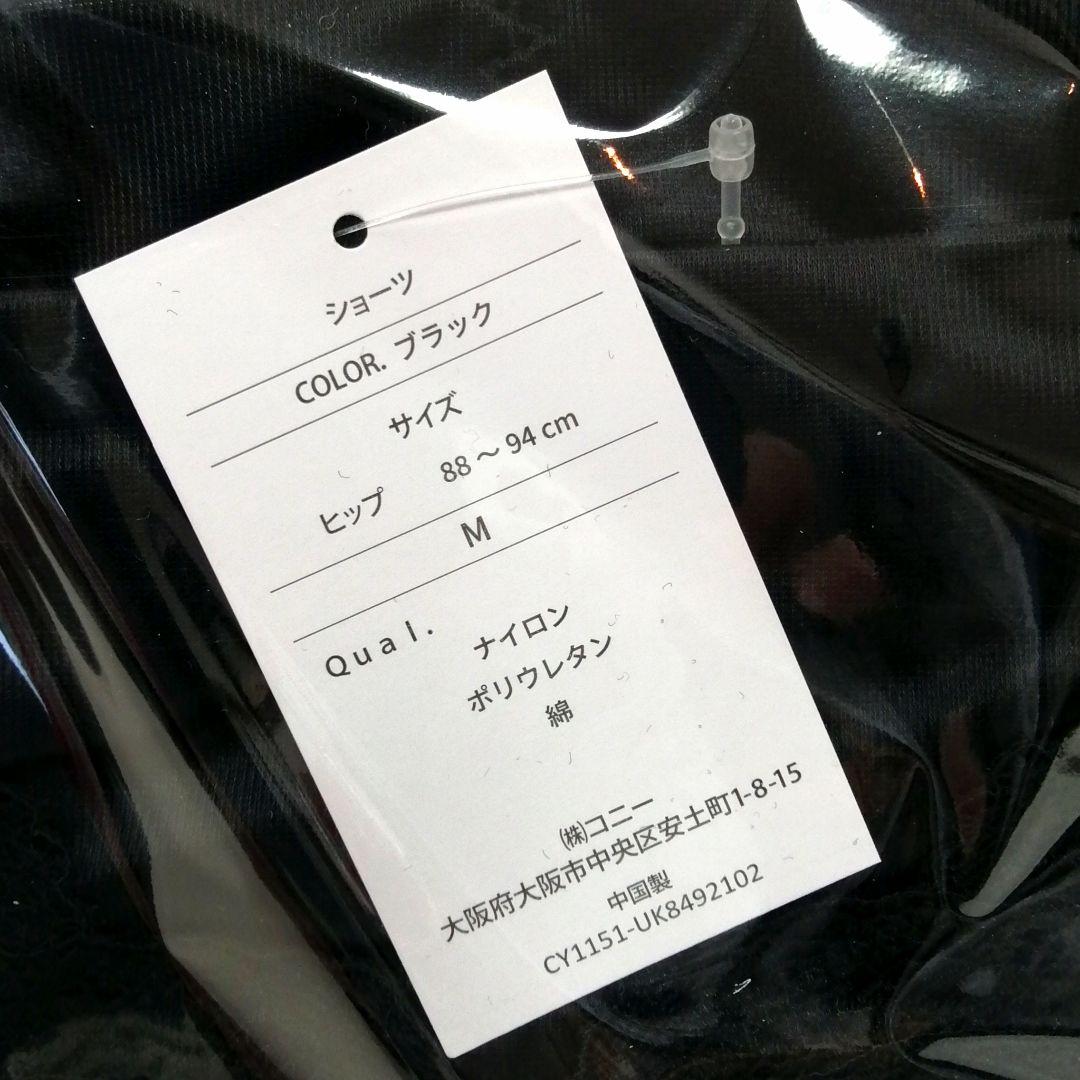 ショーツ
COLOR. ブラック
サイズ
ヒップ 88～94 cm
M
Qual. ナイロン
ポリウレタン
綿
㈱コニー
大阪府大阪市中央区安土町1-8-15
中国製
CY1151-UK8492102